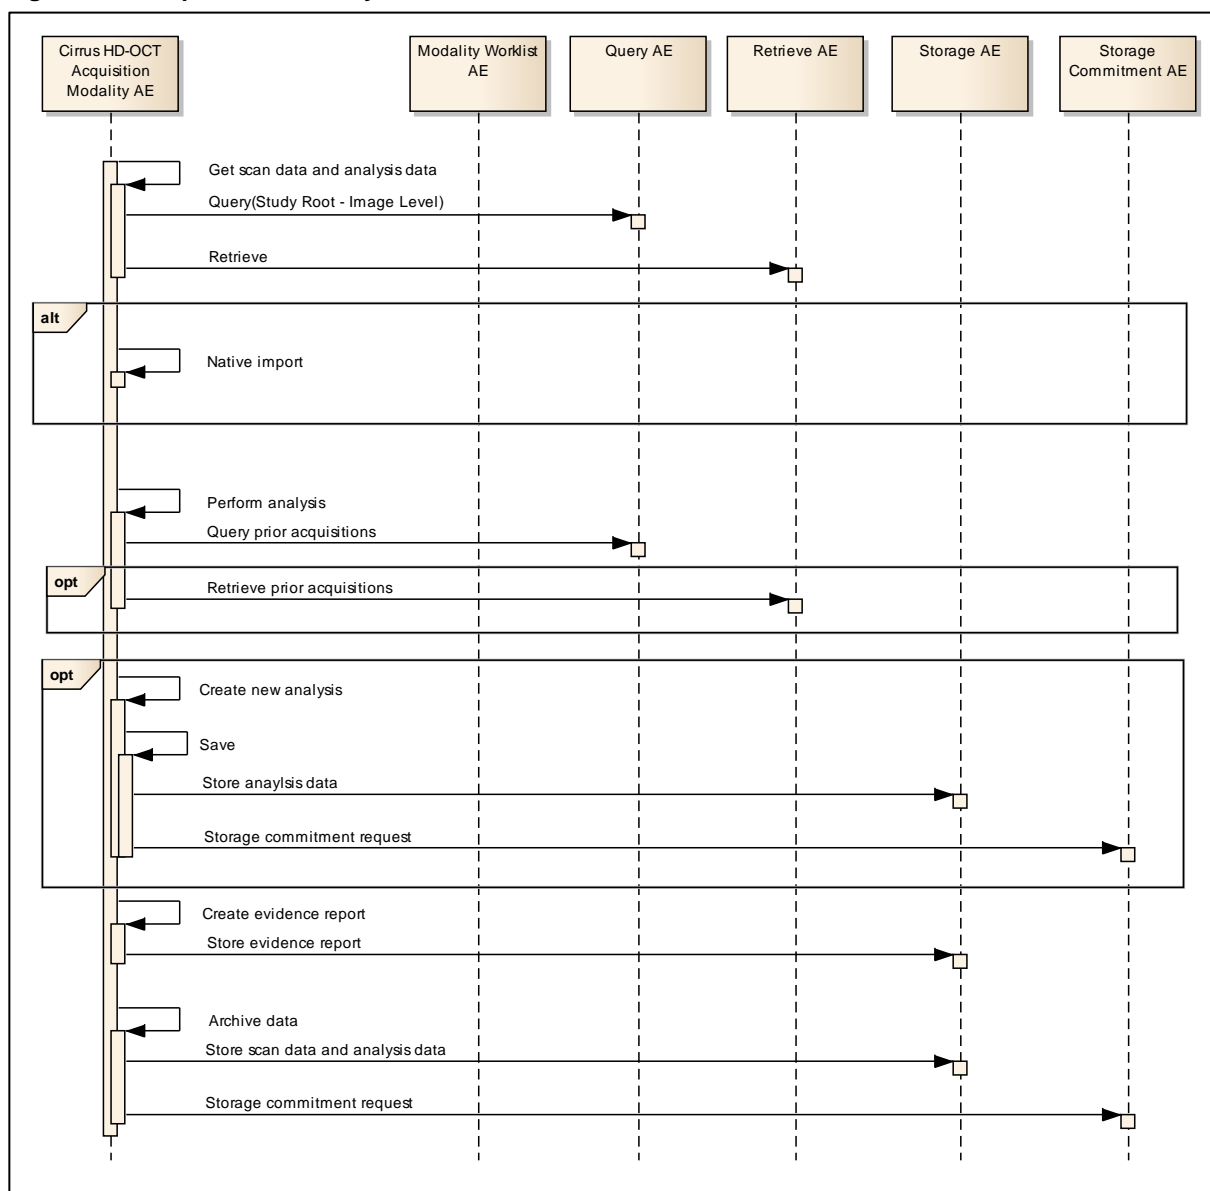 Cirrus HD-OCT
Acquisition
Modality AE
Modality Worklist
AE
Query AE
Retrieve AE
Storage AE
Storage
Commitment AE
Get scan data and analysis data
Query(Study Root - Image Level)
Retrieve
alt
Native import
Perform analysis
Query prior acquisitions
opt
Retrieve prior acquisitions
opt
Create new analysis
Save
Store anaylsis data
Storage commitment request
Create evidence report
Store evidence report
Archive data
Store scan data and analysis data
Storage commitment request